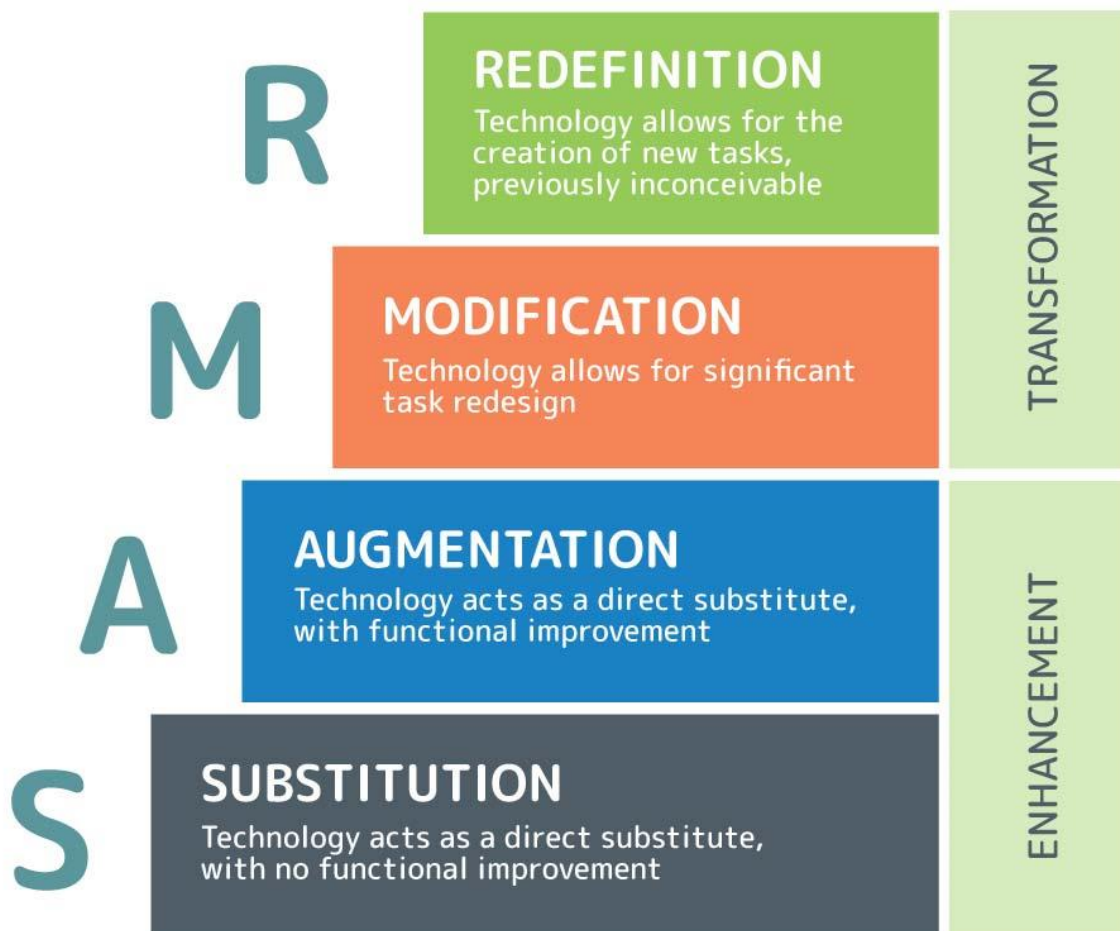 R
REDEFINITION
Technology allows for the
creation of new tasks,
previously inconceivable
M
MODIFICATION
Technology allows for significant
task redesign
TRANSFORMATION
A
AUGMENTATION
Technology acts as a direct substitute,
with functional improvement
S
SUBSTITUTION
Technology acts as a direct substitute,
with no functional improvement
ENHANCEMENT